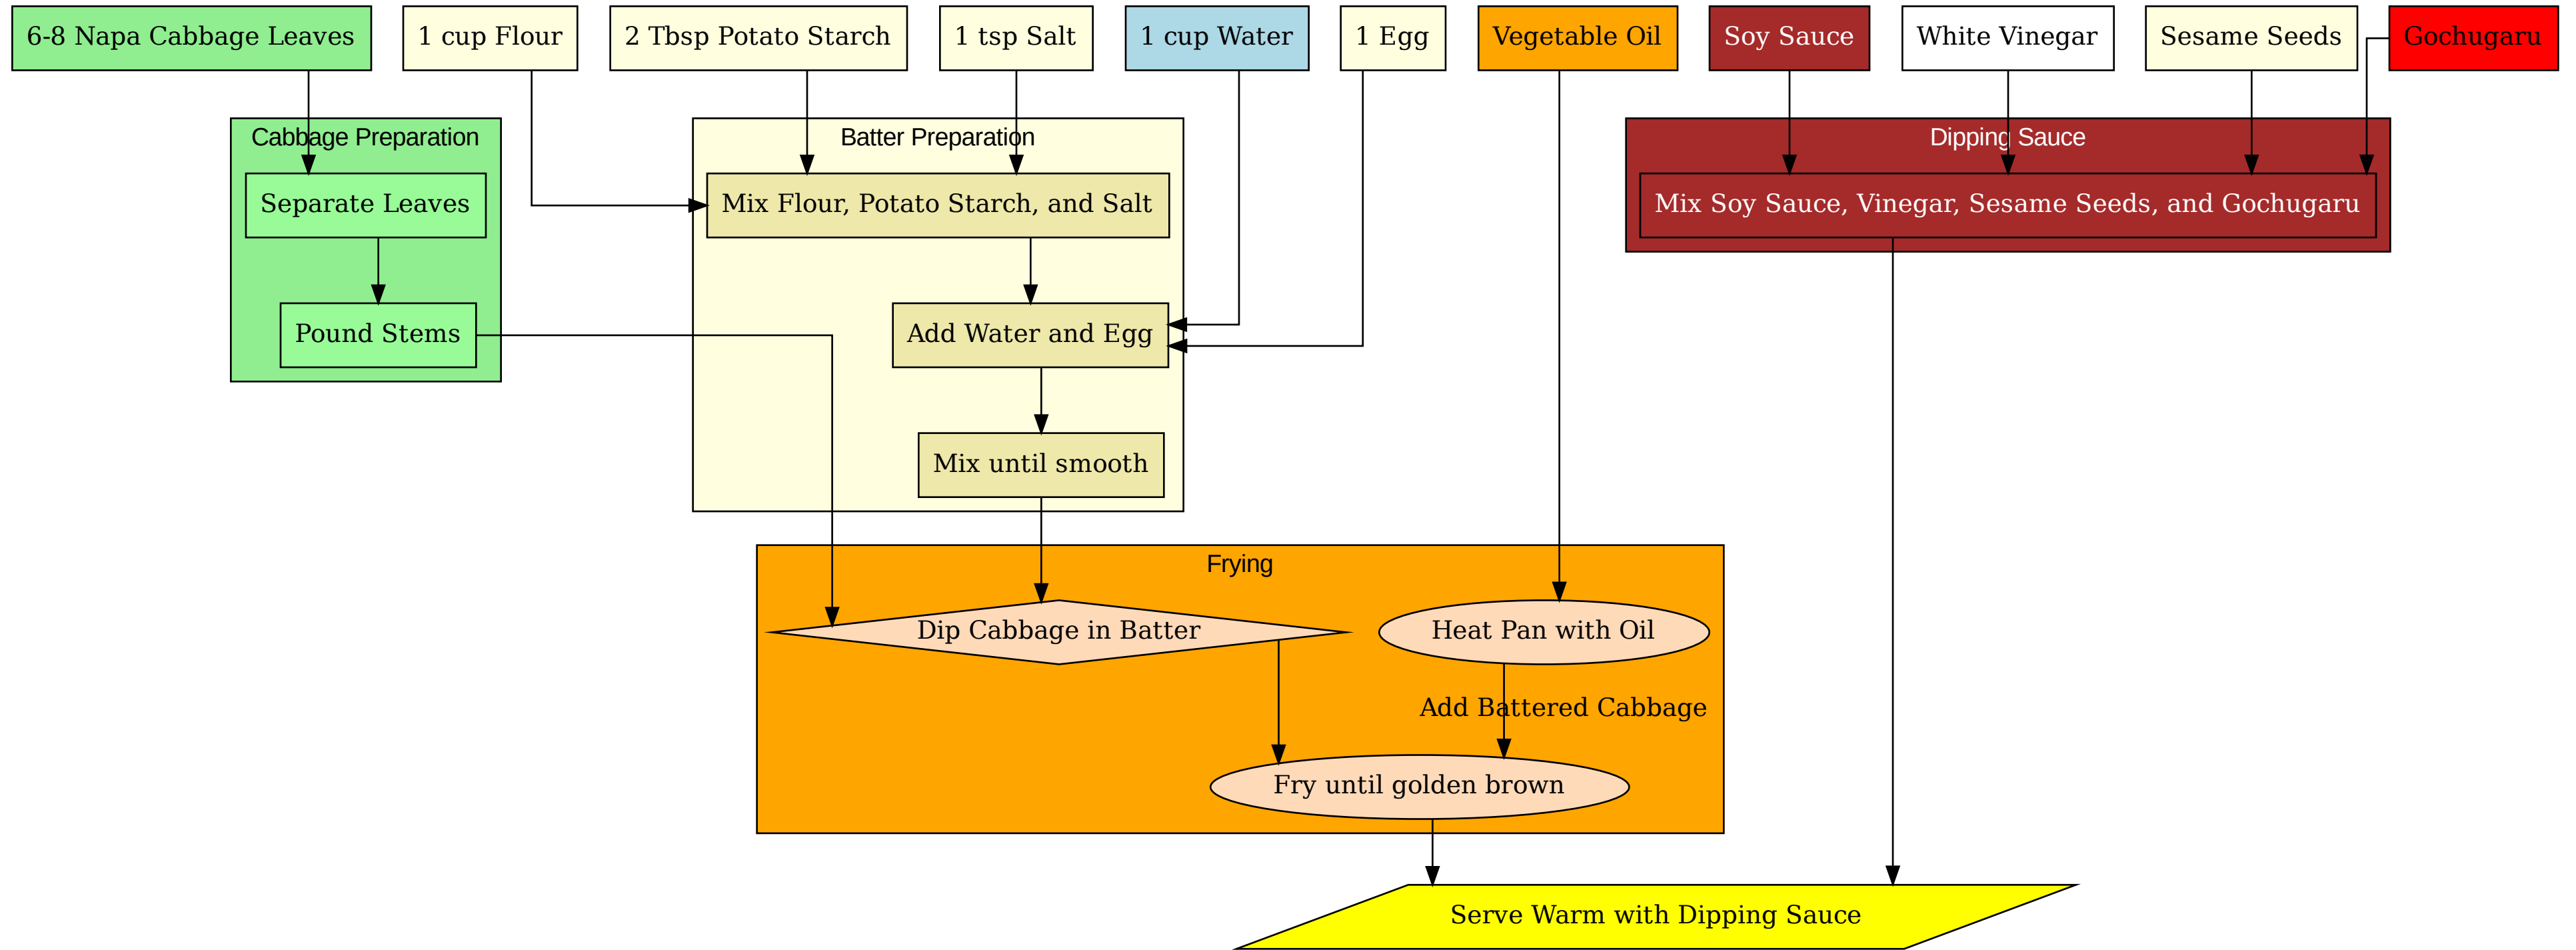 6-8 Napa Cabbage Leaves
1 cup Flour
2 Tbsp Potato Starch
1 tsp Salt
1 cup Water
1 Egg
Vegetable Oil
Soy Sauce
White Vinegar
Sesame Seeds
Gochugaru
Cabbage Preparation
Separate Leaves
Pound Stems
Batter Preparation
Mix Flour, Potato Starch, and Salt
Add Water and Egg
Mix until smooth
Dipping Sauce
Mix Soy Sauce, Vinegar, Sesame Seeds, and Gochugaru
Frying
Dip Cabbage in Batter
Heat Pan with Oil
Add Battered Cabbage
Fry until golden brown
Serve Warm with Dipping Sauce